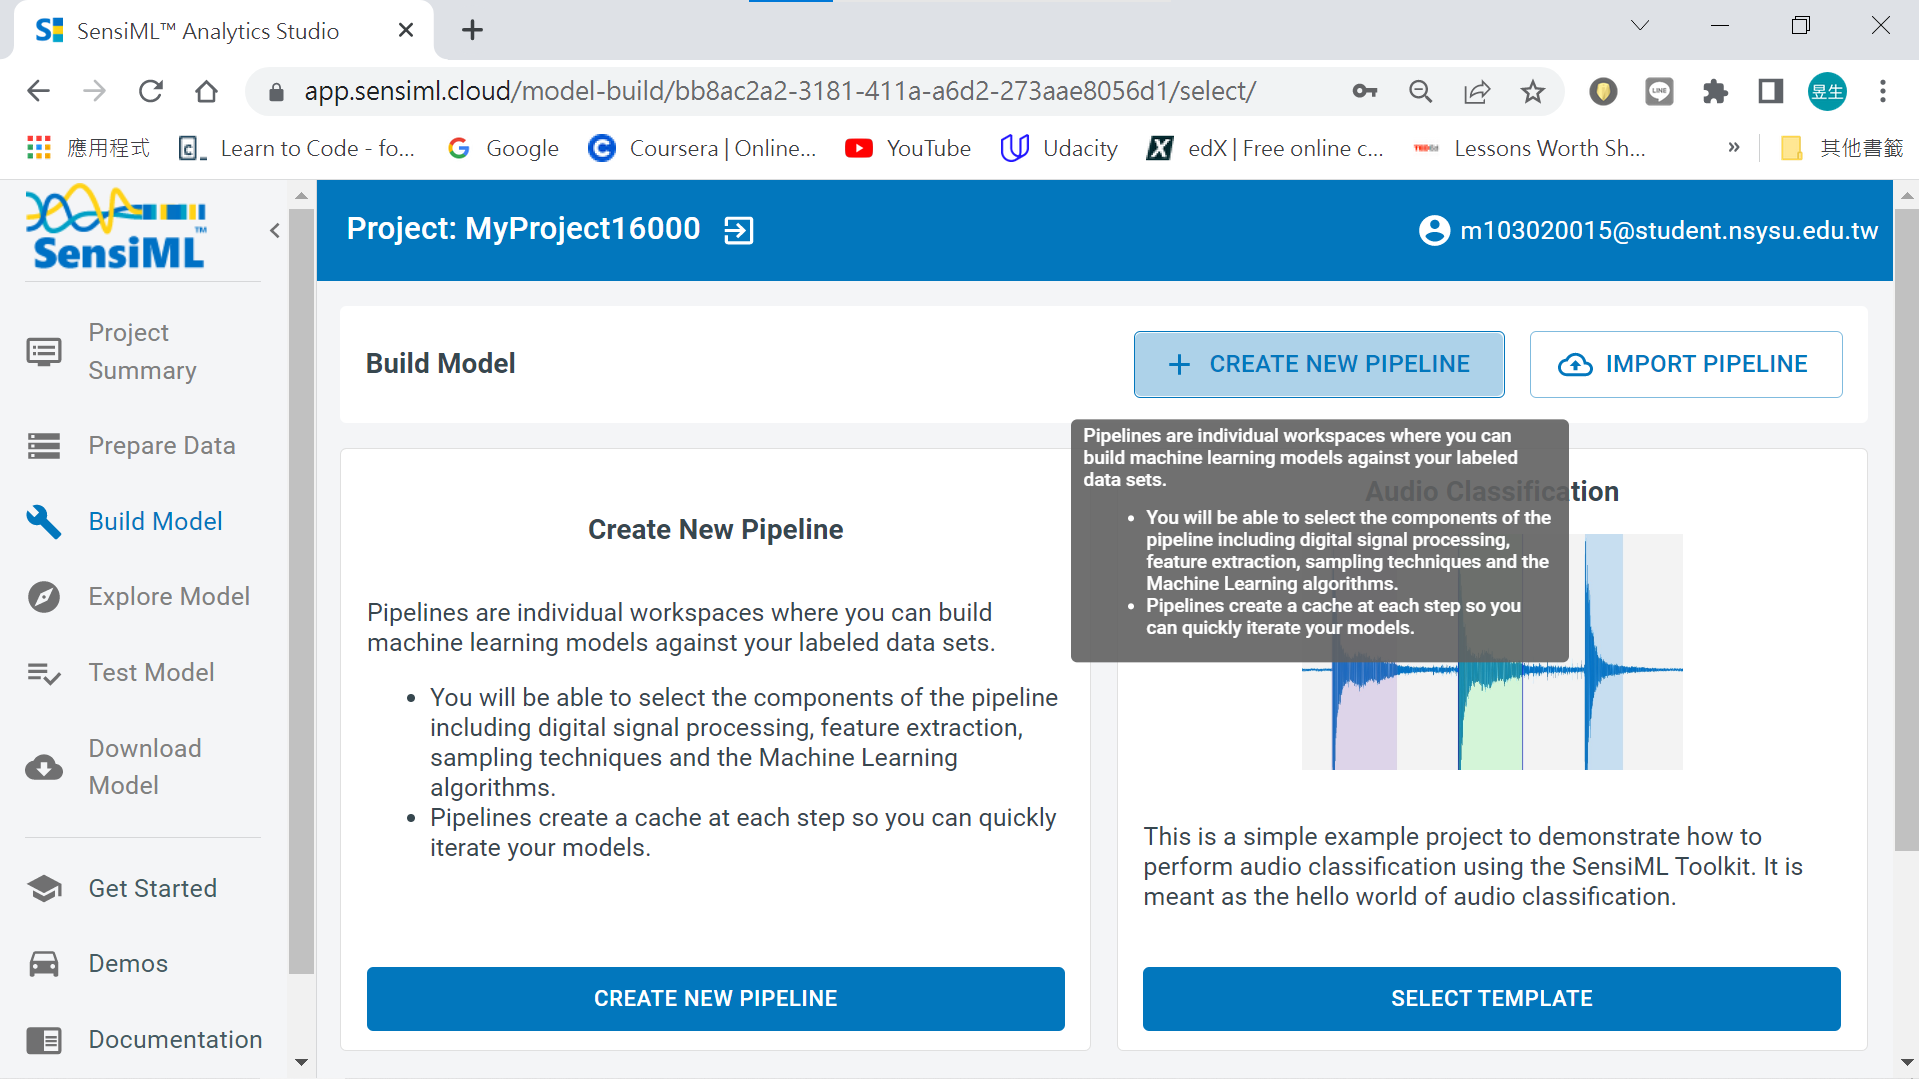 SensiML™ Analytics Studio
app.sensiml.cloud/model-build/bb8ac2a2-3181-411a-a6d2-273aae8056d1/select/
LINE
昱生
應用程式
Learn to Code - fo...
Google
Coursera | Online...
YouTube
Udacity
edX | Free online c...
Lessons Worth Sh...
»
其他書籤
SensiML™
Project: MyProject16000
m103020015@student.nsysu.edu.tw
Project
Summary
Prepare Data
Build Model
Explore Model
Test Model
Download
Model
Get Started
Demos
Documentation
Build Model
CREATE NEW PIPELINE
IMPORT PIPELINE
Pipelines are individual workspaces where you can
build machine learning models against your labeled
data sets.
• You will be able to select the components of the
pipeline including digital signal processing,
feature extraction, sampling techniques and the
Machine Learning algorithms.
• Pipelines create a cache at each step so you
can quickly iterate your models.
Create New Pipeline
Pipelines are individual workspaces where you can build
machine learning models against your labeled data sets.
• You will be able to select the components of the pipeline
including digital signal processing, feature extraction,
sampling techniques and the Machine Learning
algorithms.
• Pipelines create a cache at each step so you can quickly
iterate your models.
CREATE NEW PIPELINE
Audio Classification
This is a simple example project to demonstrate how to
perform audio classification using the SensiML Toolkit. It is
meant as the hello world of audio classification.
SELECT TEMPLATE